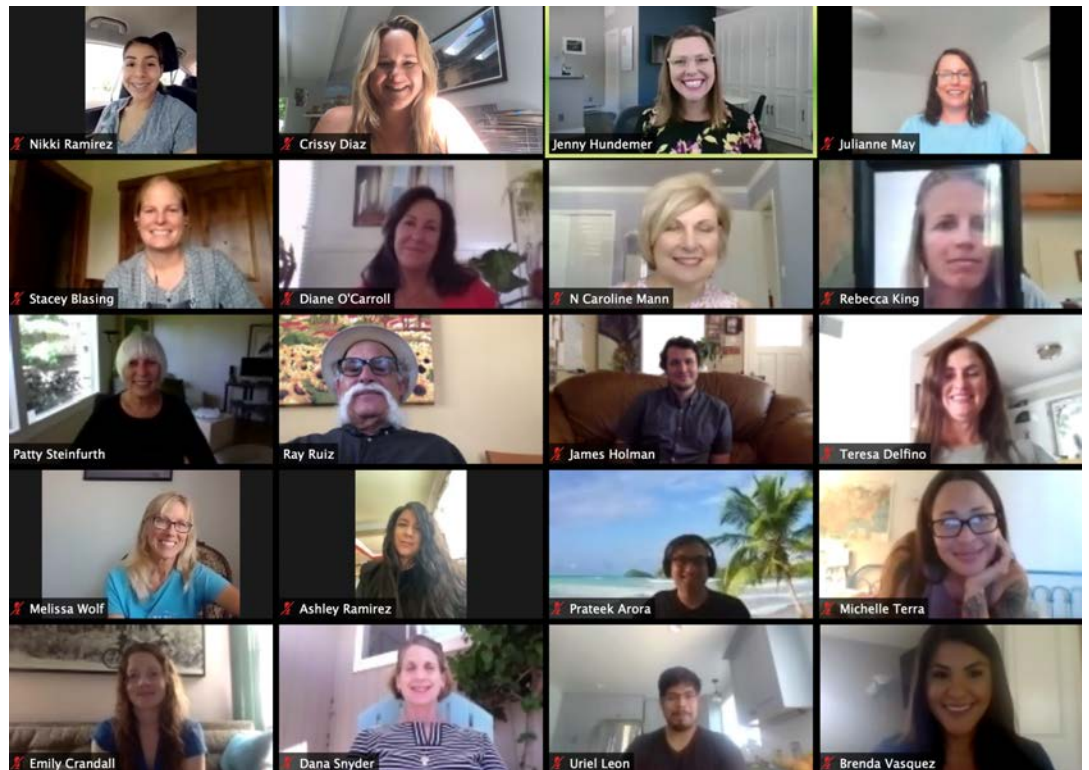 Nikki Ramirez
Crissy Diaz
Jenny Hundemer
Julianne May
Stacey Blasing
Diane O'Carroll
N Caroline Mann
Rebecca King
Patty Steinfurth
Ray Ruiz
James Holman
Teresa Delfino
Melissa Wolf
Ashley Ramirez
Prateek Arora
Michelle Terra
Emily Crandall
Dana Snyder
Uriel Leon
Brenda Vasquez